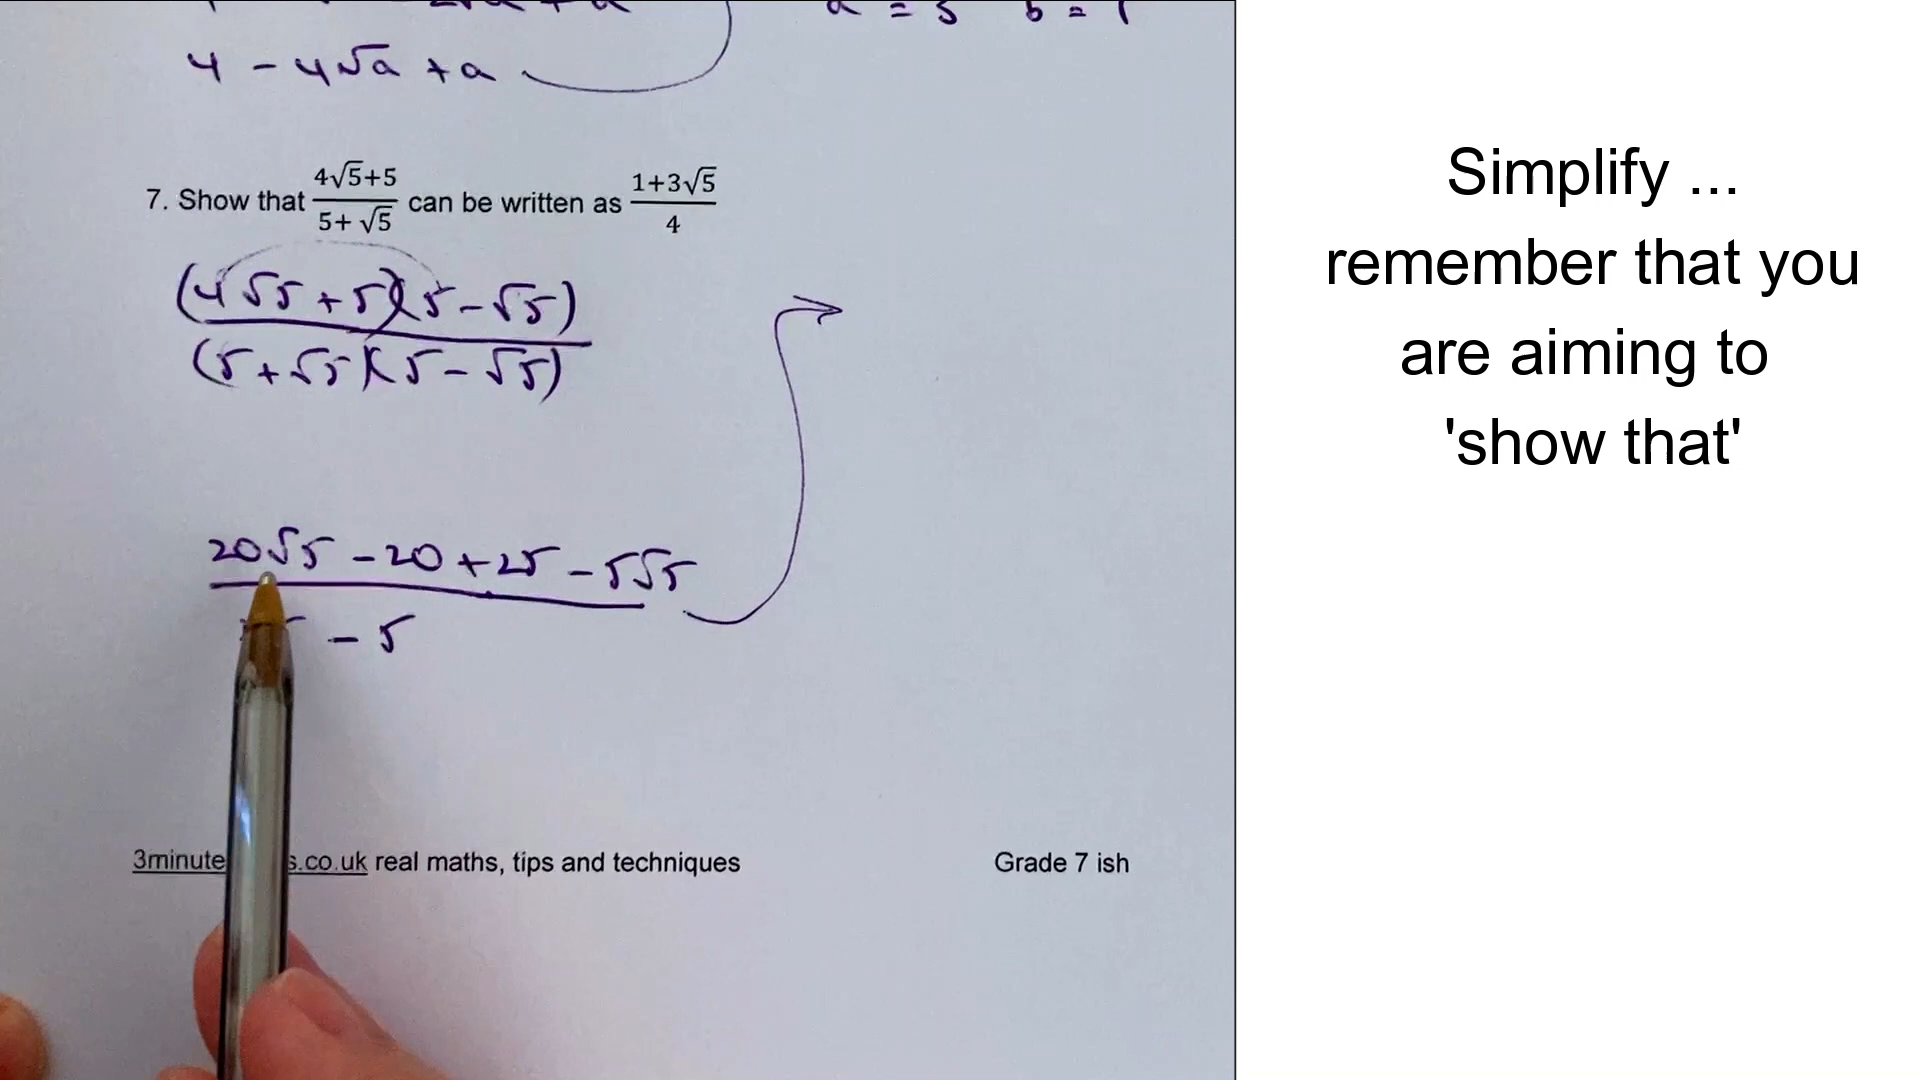 4 - 4√a + a
a = 5 b = 1
7. Show that (4√5+5)/(5+ √5) can be written as (1+3√5)/4
(4√5 + 5)(5 - √5)
(5 + √5)(5 - √5)
20√5 - 20 + 25 - 5√5
- 5
3minute s.co.uk real maths, tips and techniques
Grade 7 ish
Simplify ...
remember that you
are aiming to
'show that'